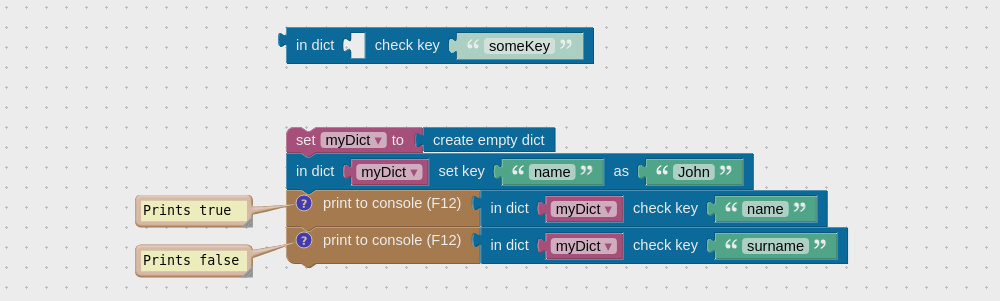 in dict check key “ someKey ”
set myDict ▾ to create empty dict
in dict myDict ▾ set key “ name ” as “ John ”
Prints true ? print to console (F12) in dict myDict ▾ check key “ name ”
Prints false ? print to console (F12) in dict myDict ▾ check key “ surname ”